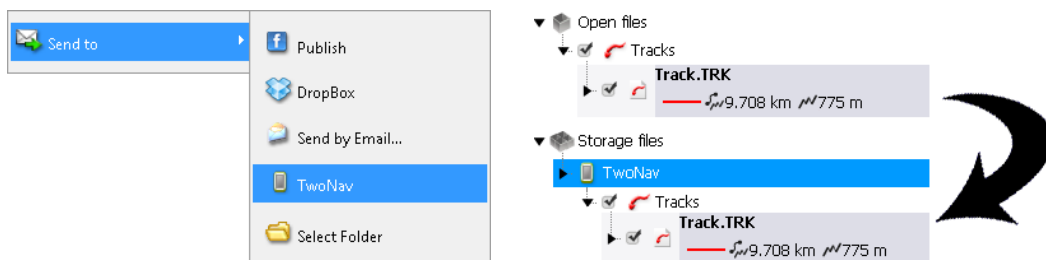 Send to
Publish
DropBox
Send by Email...
TwoNav
Select Folder
Open files
Tracks
Track.TRK
9.708 km 775 m
Storage files
TwoNav
Tracks
Track.TRK
9.708 km 775 m